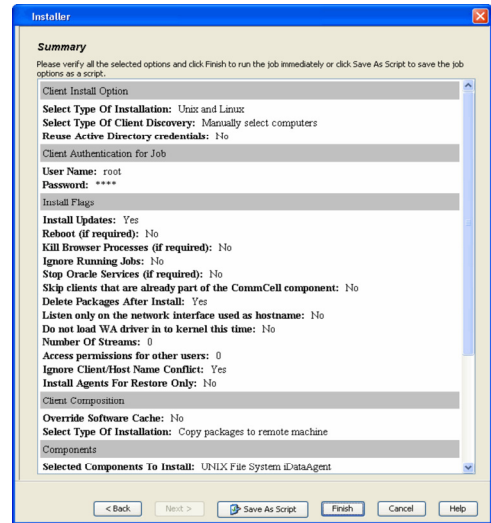 Installer
Summary
Please verify all the selected options and click Finish to run the job immediately or click Save As Script to save the job
options as a script.
Client Install Option
Select Type Of Installation: Unix and Linux
Select Type Of Client Discovery: Manually select computers
Reuse Active Directory credentials: No
Client Authentication for Job
User Name: root
Password: ****
Install Flags
Install Updates: Yes
Reboot (if required): No
Kill Browser Processes (if required): No
Ignore Running Jobs: No
Stop Oracle Services (if required): No
Skip clients that are already part of the CommCell component: No
Delete Packages After Install: Yes
Listen only on the network interface used as hostname: No
Do not load WA driver in to kernel this time: No
Number Of Streams: 0
Access permissions for other users: 0
Ignore Client/Host Name Conflict: Yes
Install Agents For Restore Only: No
Client Composition
Override Software Cache: No
Select Type Of Installation: Copy packages to remote machine
Components
Selected Components To Install: UNIX File System iDataAgent
< Back Next > Save As Script Finish Cancel Help